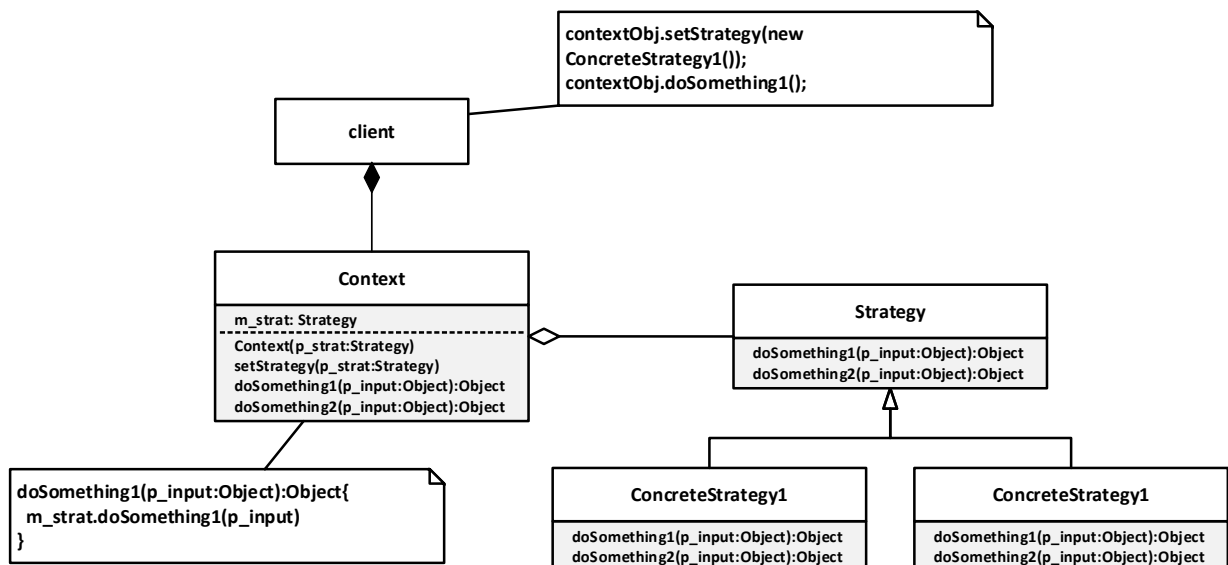 contextObj.setStrategy(new
ConcreteStrategy1());
contextObj.doSomething1();
client
Context
m_strat: Strategy
Context(p_strat:Strategy)
setStrategy(p_strat:Strategy)
doSomething1(p_input:Object):Object
doSomething2(p_input:Object):Object
Strategy
doSomething1(p_input:Object):Object
doSomething2(p_input:Object):Object
doSomething1(p_input:Object):Object{
m_strat.doSomething1(p_input)
}
ConcreteStrategy1
doSomething1(p_input:Object):Object
doSomething2(p_input:Object):Object
ConcreteStrategy1
doSomething1(p_input:Object):Object
doSomething2(p_input:Object):Object